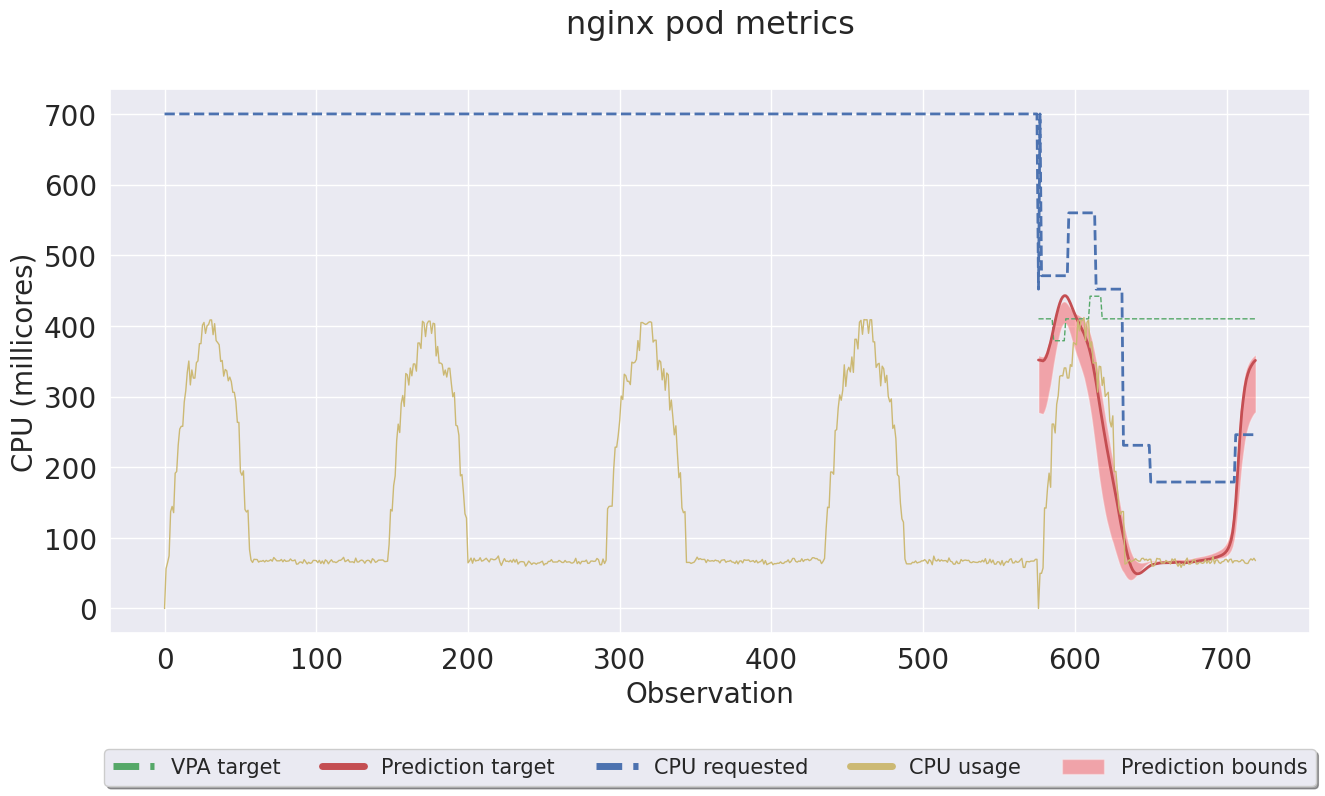 nginx pod metrics
700
600
500
400
300
200
100
0
CPU (millicores)
0 100 200 300 400 500 600 700
Observation
VPA target Prediction target CPU requested CPU usage Prediction bounds